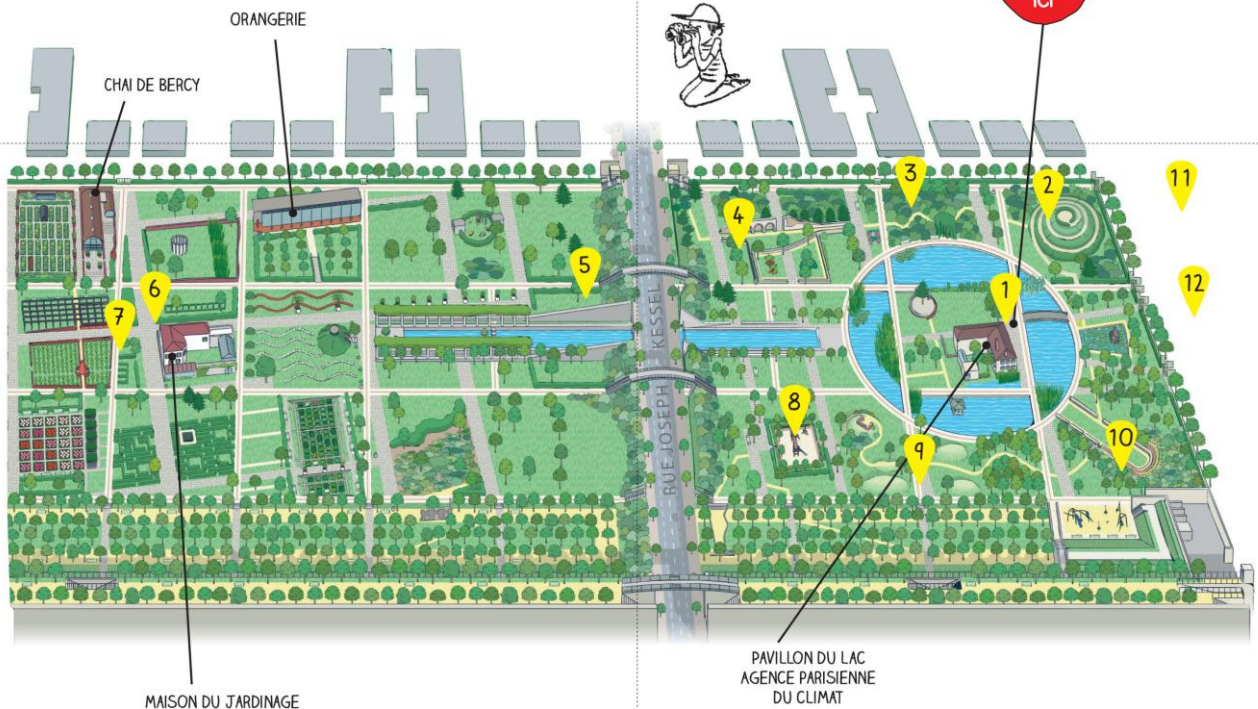 ICI
ORANGERIE
CHAI DE BERCY
3
2
11
4
5
1
12
6
7
RUE JOSEPH KESSEL
8
9
10
PAVILLON DU LAC
AGENCE PARISIENNE
DU CLIMAT
MAISON DU JARDINAGE